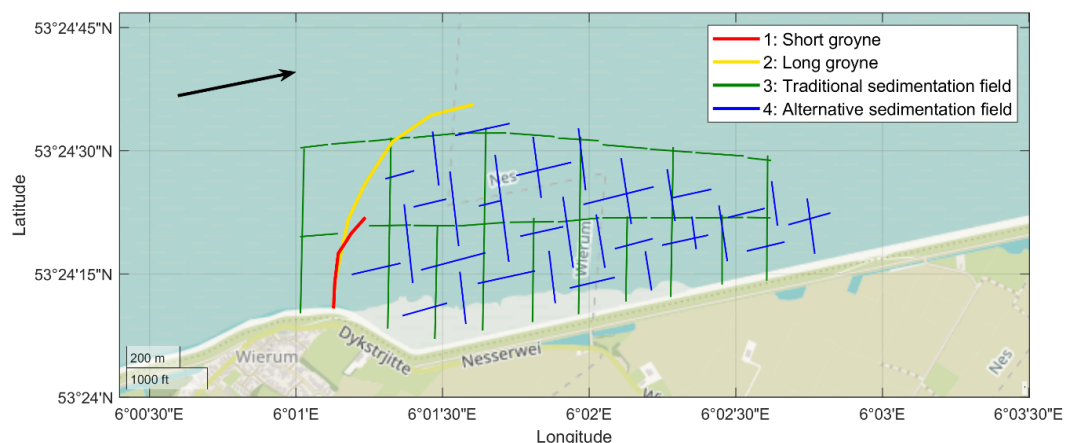 53°24'45"N
53°24'30"N
53°24'15"N
53°24'N
Latitude
1: Short groyne
2: Long groyne
3: Traditional sedimentation field
4: Alternative sedimentation field
Nes
Wierum
Dykstrjitte
Wierum
Nesserwei
Nes
200 m
1000 ft
6°00'30"E
6°01'E
6°01'30"E
6°02'E
6°02'30"E
6°03'E
6°03'30"E
Longitude